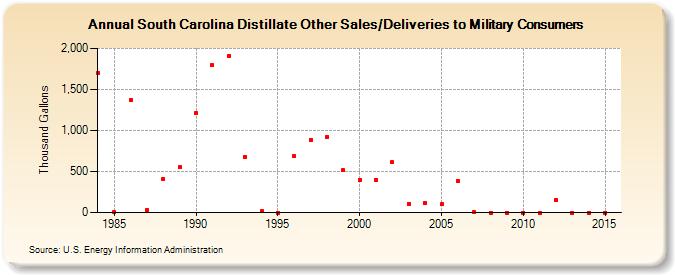 Annual South Carolina Distillate Other Sales/Deliveries to Military Consumers
Thousand Gallons
2,000
1,500
1,000
500
0
1985 1990 1995 2000 2005 2010 2015
Source: U.S. Energy Information Administration